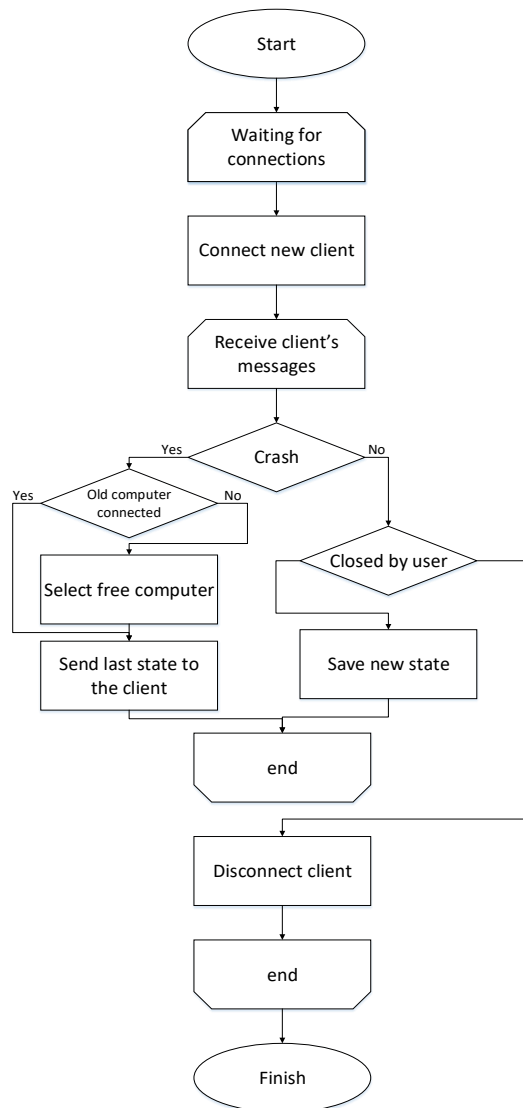 Start
Waiting for
connections
Connect new client
Receive client's
messages
Yes
Crash
No
Yes
Old computer
connected
No
Closed by user
Select free computer
Send last state to
the client
Save new state
end
Disconnect client
end
Finish